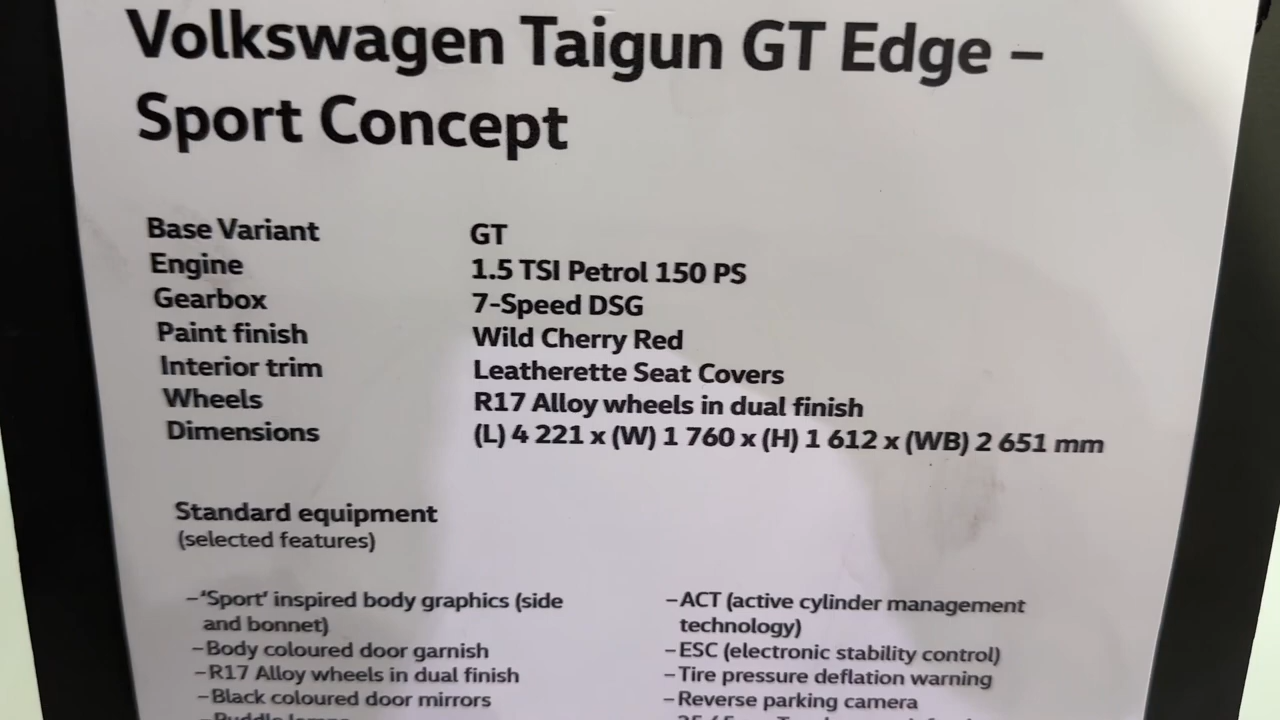 Volkswagen Taigun GT Edge –
Sport Concept
Base Variant GT
Engine 1.5 TSI Petrol 150 PS
Gearbox 7-Speed DSG
Paint finish Wild Cherry Red
Interior trim Leatherette Seat Covers
Wheels R17 Alloy wheels in dual finish
Dimensions (L) 4 221 x (W) 1 760 x (H) 1 612 x (WB) 2 651 mm
Standard equipment
(selected features)
–‘Sport’ inspired body graphics (side
and bonnet)
–Body coloured door garnish
–R17 Alloy wheels in dual finish
–Black coloured door mirrors
–ACT (active cylinder management
technology)
–ESC (electronic stability control)
–Tire pressure deflation warning
–Reverse parking camera